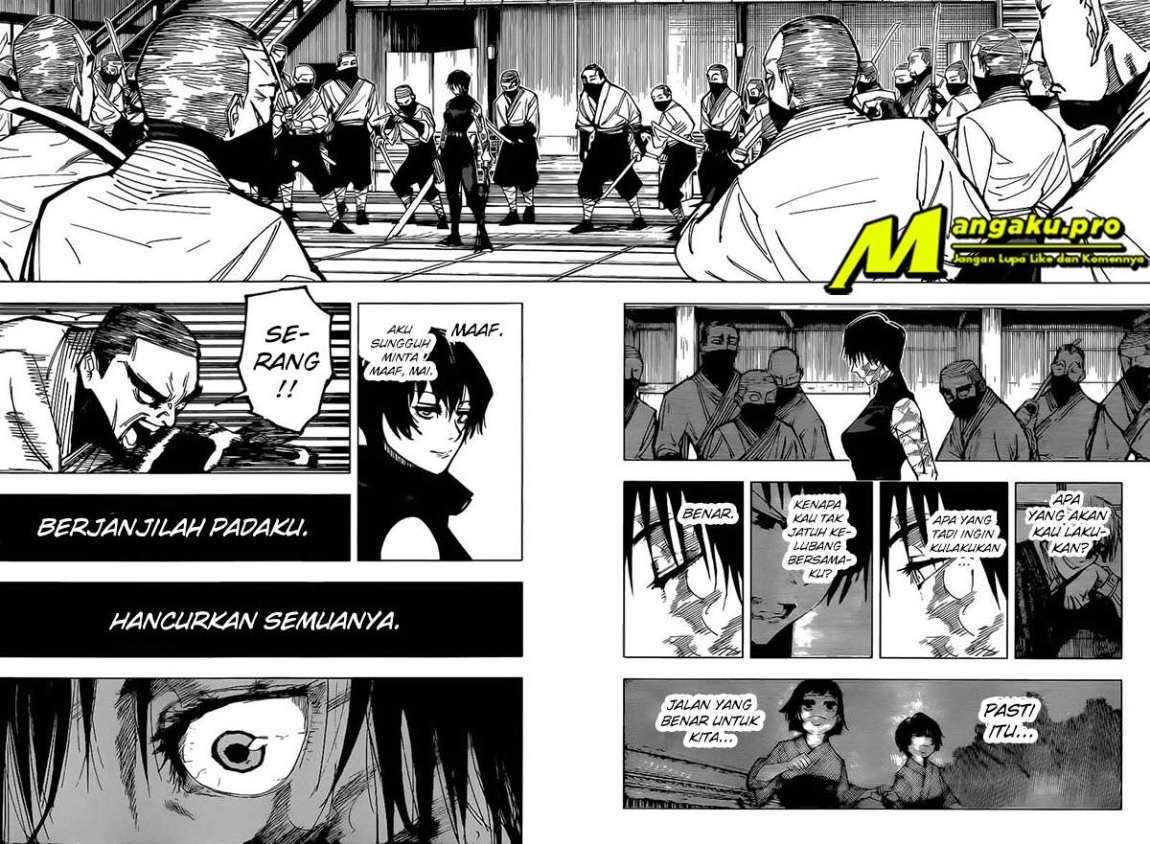 Mangaku.pro
Jangan Lupa Like dan Komennya
APA
YANG AKAN
KAU LAKU-
KAN?
APA YANG
TADI INGIN
KULAKUKAN
...
KENAPA
KAU TAK
JATUH KE-
LUBANG
BERSAMA-
KU?
BENAR.
PASTI
ITU...
JALAN YANG
BENAR UNTUK
KITA...
MAAF.
AKU
SUNGGUH
MINTA
MAAF, MAI.
SE-
RANG
!!
BERJANJILAH PADAKU.
HANCURKAN SEMUANYA.